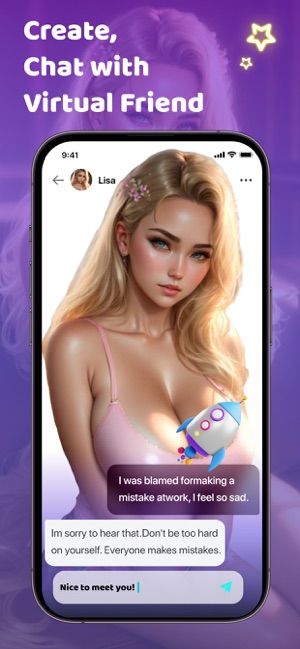 Create,
Chat with
Virtual Friend
9:41
Lisa
I was blamed formaking a
mistake atwork, I feel so sad.
Im sorry to hear that.Don't be too hard
on yourself. Everyone makes mistakes.
Nice to meet you!